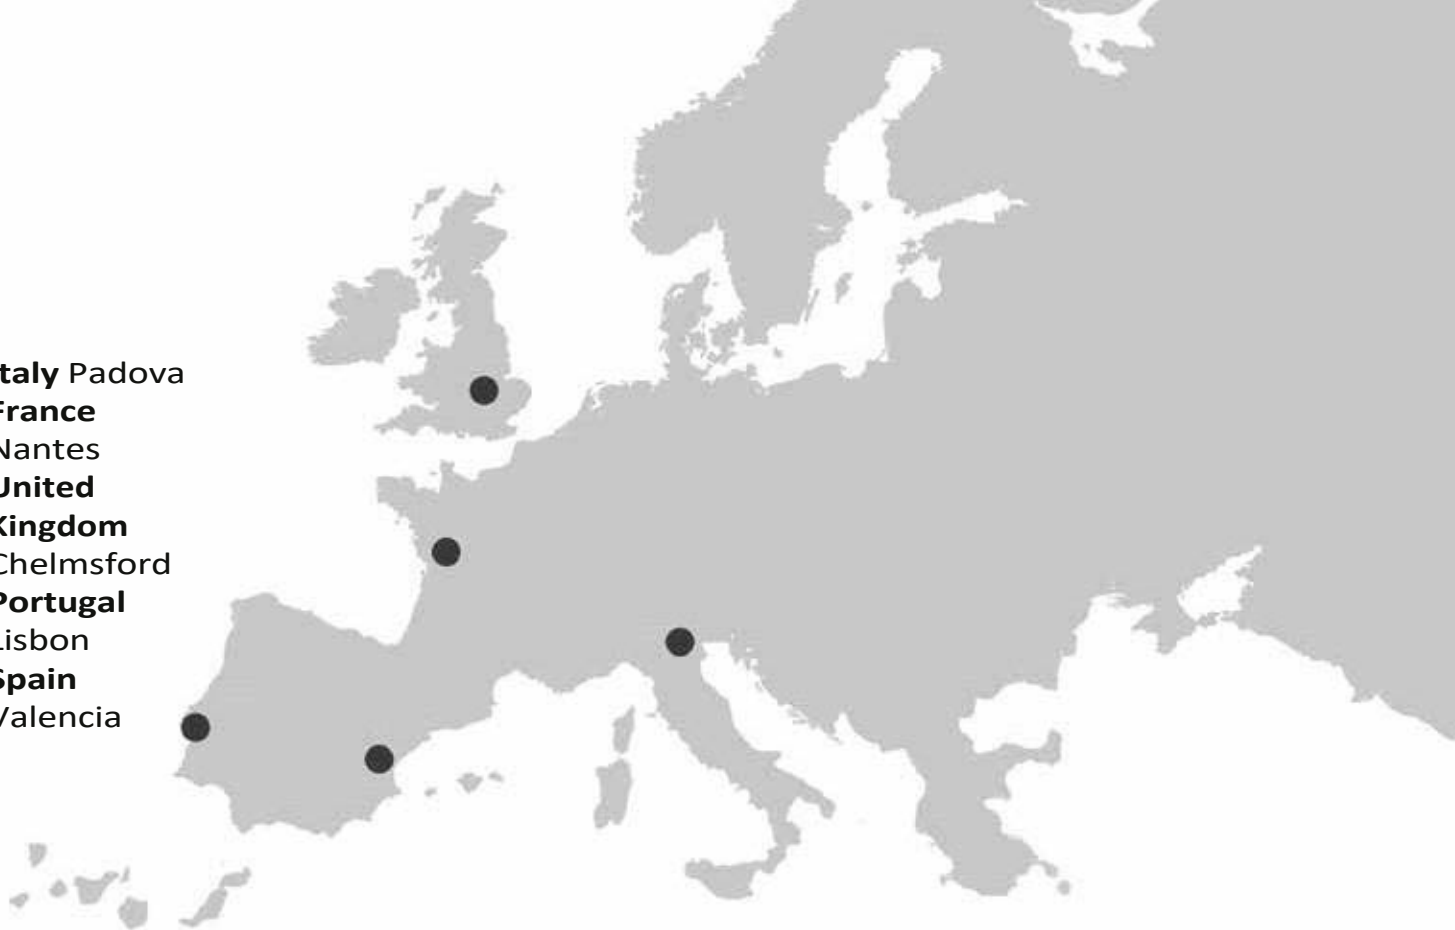 taly Padova
France
Nantes
United
Kingdom
Chelmsford
Portugal
Lisbon
Spain
Valencia